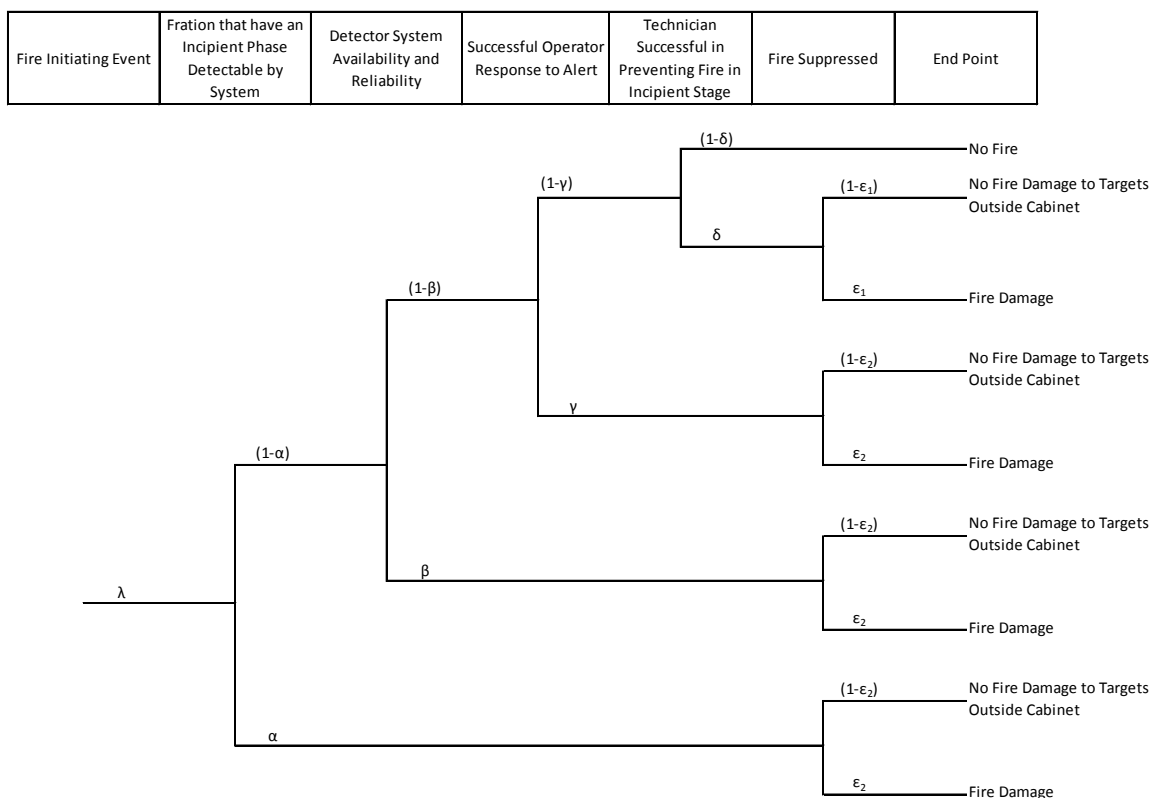 Fire Initiating Event
Fration that have an
Incipient Phase
Detectable by
System
Detector System
Availability and
Reliability
Successful Operator
Response to Alert
Technician
Successful in
Preventing Fire in
Incipient Stage
Fire Suppressed
End Point
(1-δ)
No Fire
(1-γ)
(1-ε₁)
No Fire Damage to Targets
Outside Cabinet
δ
(1-β)
ε₁
Fire Damage
(1-ε₂)
No Fire Damage to Targets
Outside Cabinet
γ
(1-α)
ε₂
Fire Damage
(1-ε₂)
No Fire Damage to Targets
Outside Cabinet
β
λ
ε₂
Fire Damage
(1-ε₂)
No Fire Damage to Targets
Outside Cabinet
α
ε₂
Fire Damage